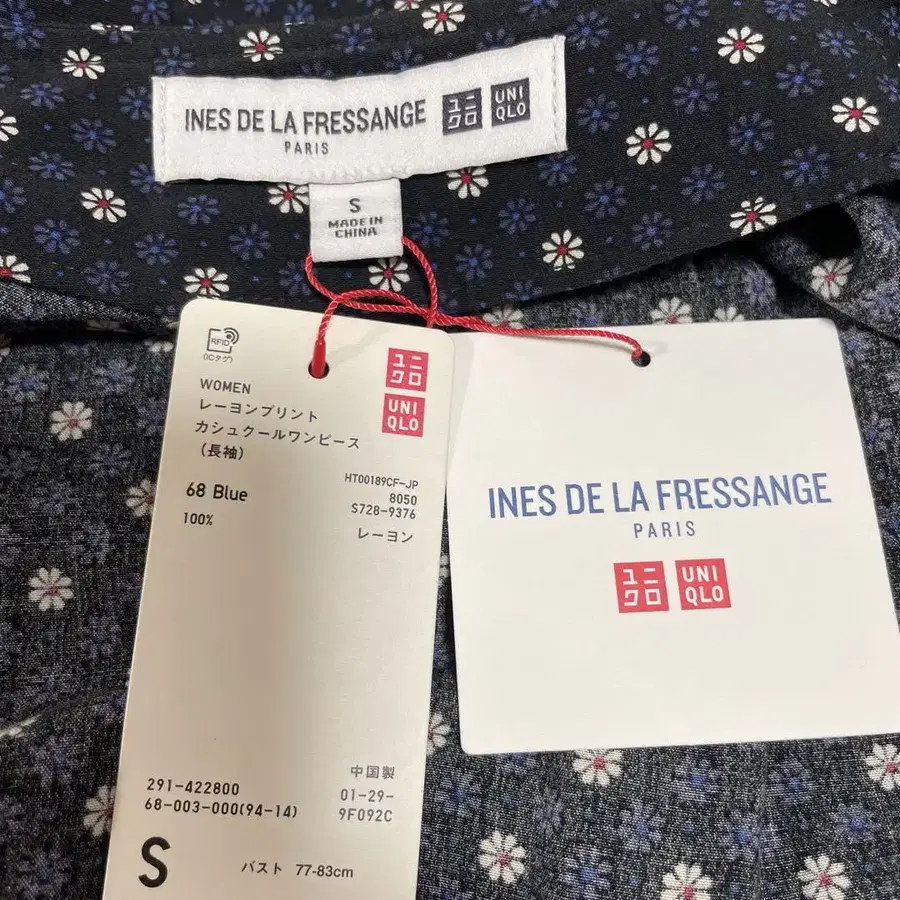 INES DE LA FRESSANGE
PARIS
ユニ
クロ
UNI
QLO
S
MADE IN
CHINA
RFID
(ICタグ)
ユニ
クロ
UNI
QLO
WOMEN
レーヨンプリント
カシュクールワンピース
(長袖)
HT00189CF-JP
68 Blue
8050
S728-9376
100%
レーヨン
291-422800
中国製
68-003-000(94-14)
01-29-
9F092C
S
バスト 77-83cm
INES DE LA FRESSANGE
PARIS
ユニ
クロ
UNI
QLO